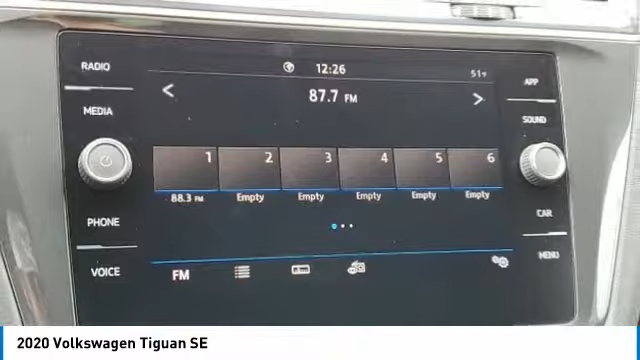 RADIO
MEDIA
PHONE
VOICE
12:26
51°F
87.7 FM
1 2 3 4 5 6
88.3 FM Empty Empty Empty Empty Empty
FM
APP
SOUND
CAR
MENU
2020 Volkswagen Tiguan SE